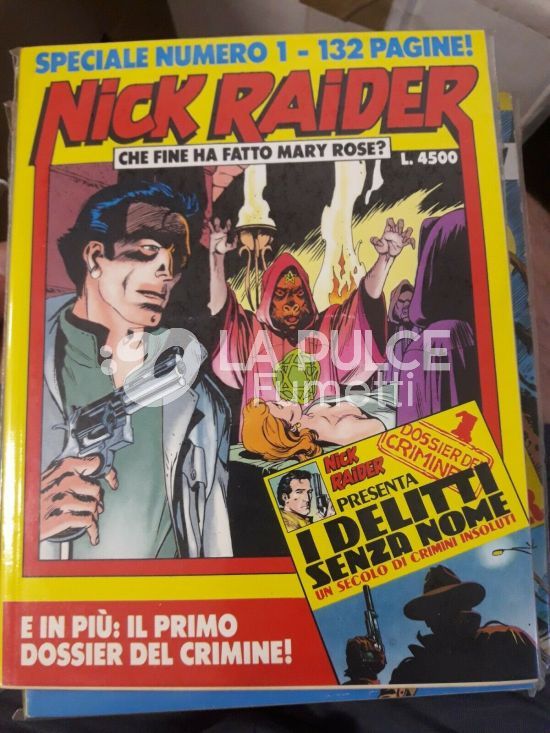 SPECIALE NUMERO 1 - 132 PAGINE!
NICK RAIDER
CHE FINE HA FATTO MARY ROSE?
L. 4500
LA PULCE
Fumetti
1
DOSSIER DEL
CRIMINE
NICK
RAIDER
PRESENTA
I DELITTI
SENZA NOME
UN SECOLO DI CRIMINI INSOLUTI
E IN PIÙ: IL PRIMO
DOSSIER DEL CRIMINE!